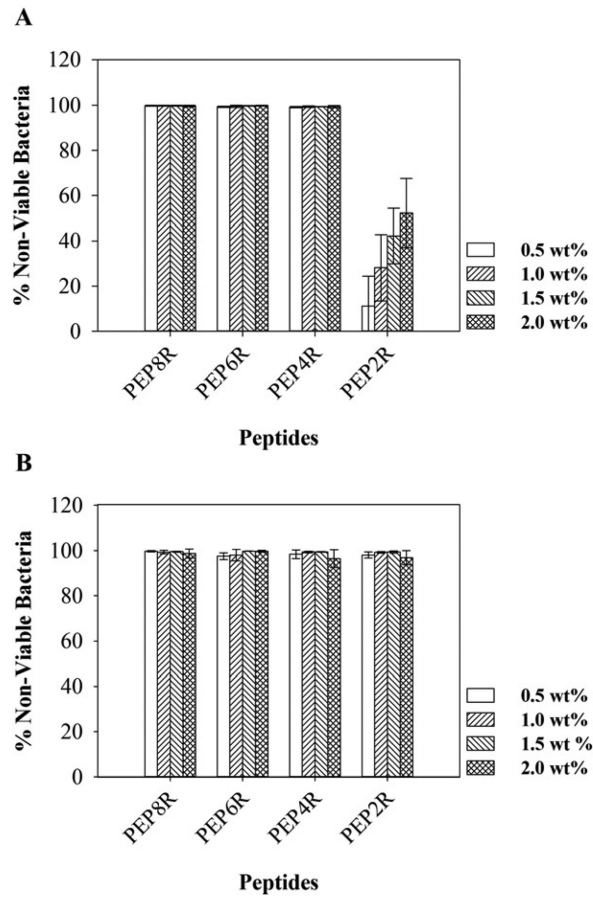 A
120
100
80
60
40
20
0
% Non-Viable Bacteria
PEP8R
PEP6R
PEP4R
PEP2R
Peptides
0.5 wt%
1.0 wt%
1.5 wt%
2.0 wt%
B
120
100
80
60
40
20
0
% Non-Viable Bacteria
PEP8R
PEP6R
PEP4R
PEP2R
Peptides
0.5 wt%
1.0 wt%
1.5 wt %
2.0 wt%